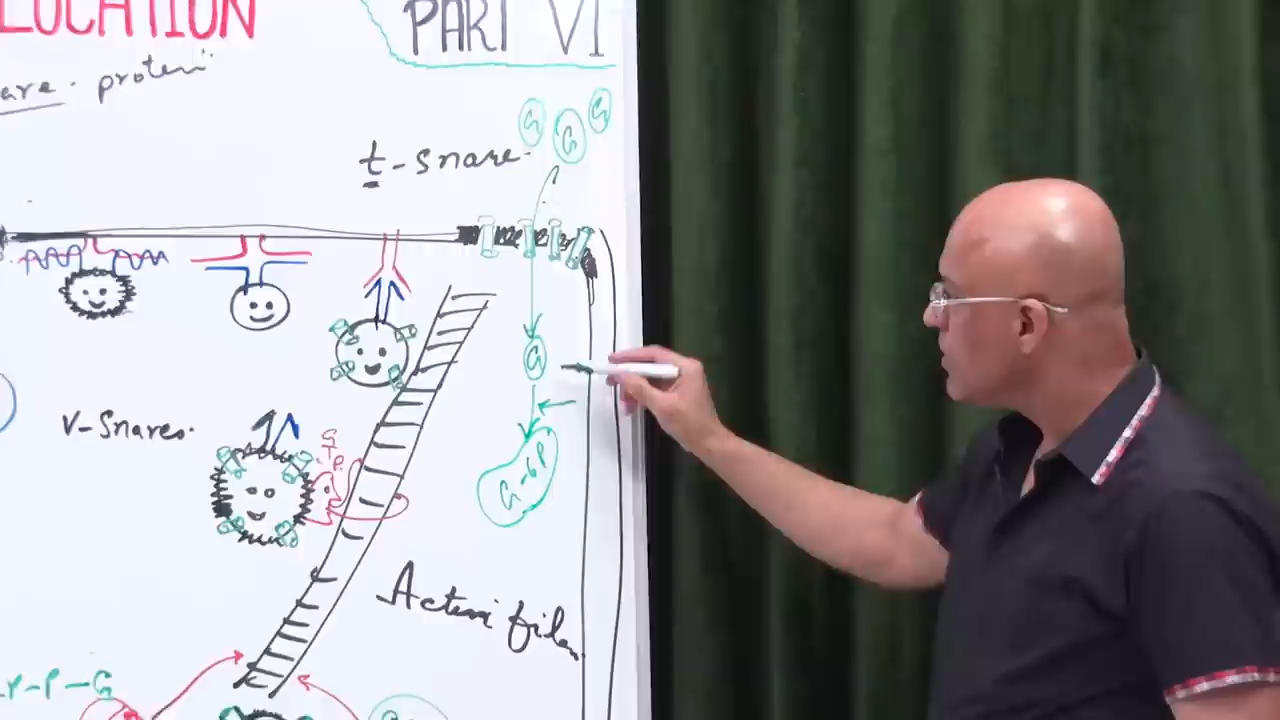 LOCATION
PART VI
are. protein"
t-snare.
G G G
G
V-Snares.
G
T
P
G-6P
Actin filam
P-P-G